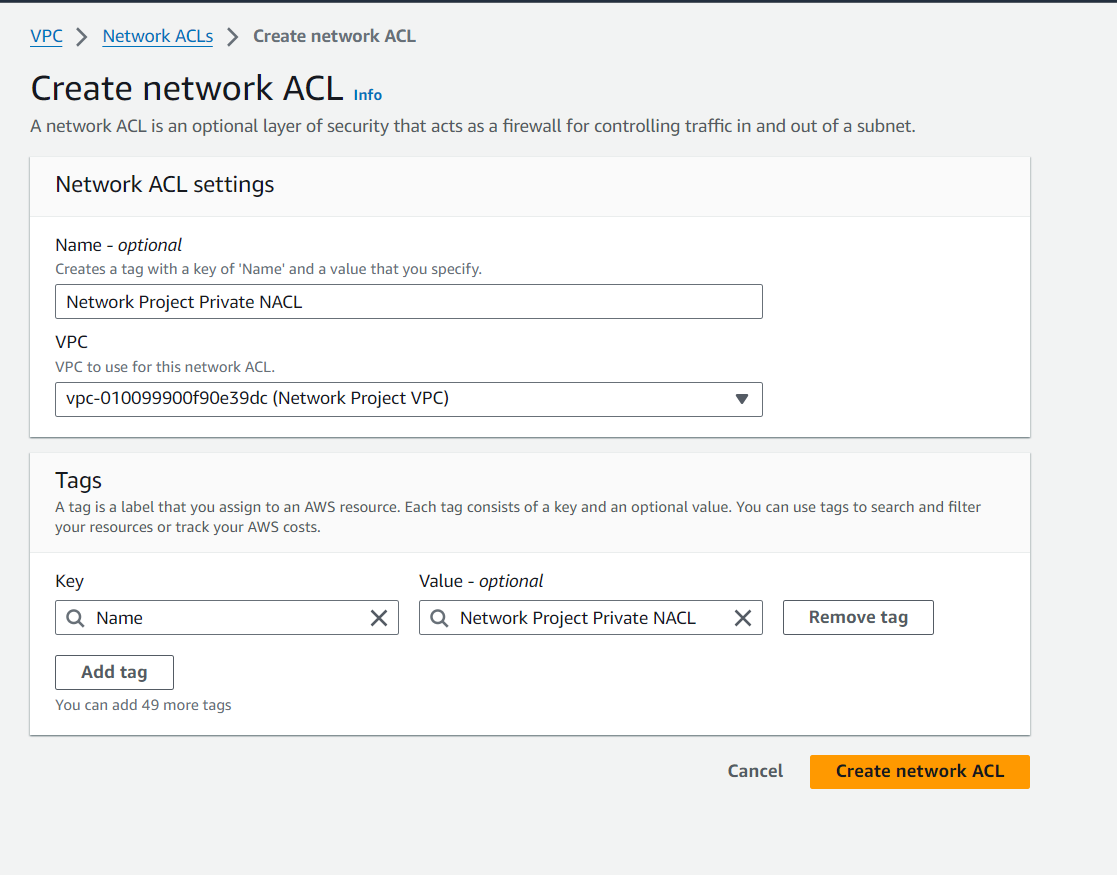 VPC > Network ACLs > Create network ACL
Create network ACL Info
A network ACL is an optional layer of security that acts as a firewall for controlling traffic in and out of a subnet.
Network ACL settings
Name - optional
Creates a tag with a key of 'Name' and a value that you specify.
Network Project Private NACL
VPC
VPC to use for this network ACL.
vpc-010099900f90e39dc (Network Project VPC)
Tags
A tag is a label that you assign to an AWS resource. Each tag consists of a key and an optional value. You can use tags to search and filter
your resources or track your AWS costs.
Key Value - optional
Name Network Project Private NACL Remove tag
Add tag
You can add 49 more tags
Cancel Create network ACL